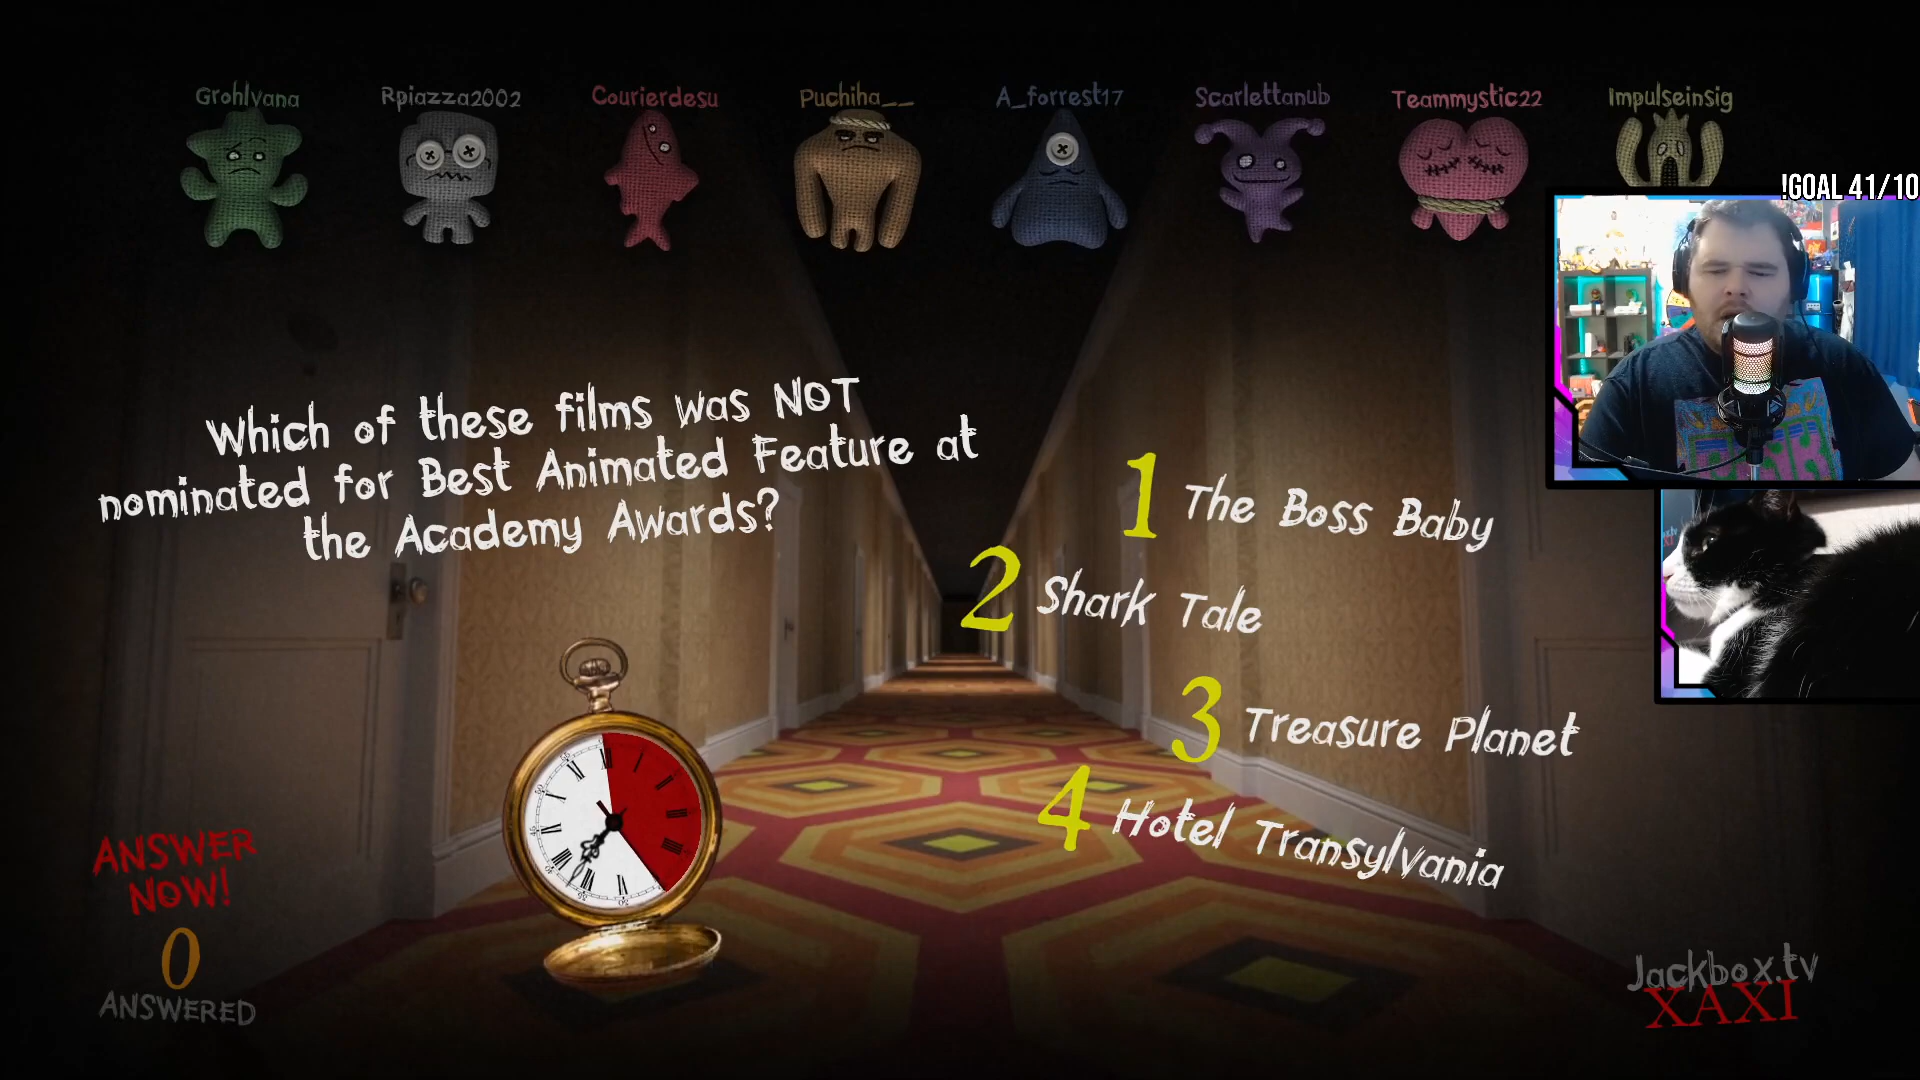 Grohlvana
Rpiazza2002
Courierdesu
Puchiha__
A_forrest17
Scarlettanub
Teammystic22
Impulseinsig
!GOAL 41/10
Which of these films was NOT
nominated for Best Animated Feature at
the Academy Awards?
1 The Boss Baby
2 Shark Tale
3 Treasure Planet
4 Hotel Transylvania
ANSWER
NOW!
0
ANSWERED
Jackbox.tv
XAXI